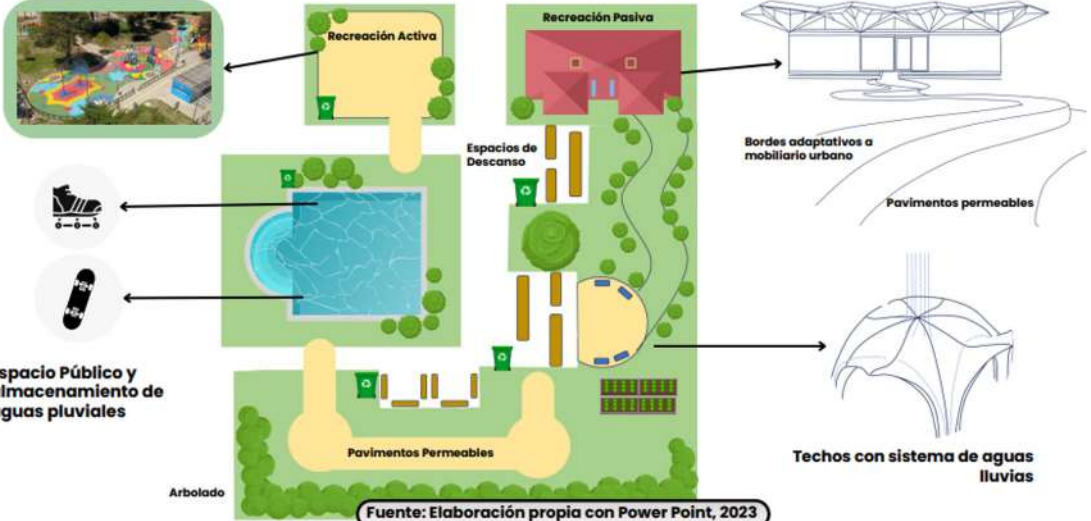 Recreación Activa
Recreación Pasiva
Espacios de
Descanso
Bordes adaptativos a
mobiliario urbano
Pavimentos permeables
spacio Público y
lmacenamiento de
guas pluviales
Pavimentos Permeables
Techos con sistema de aguas
lluvias
Arbolado
Fuente: Elaboración propia con Power Point, 2023